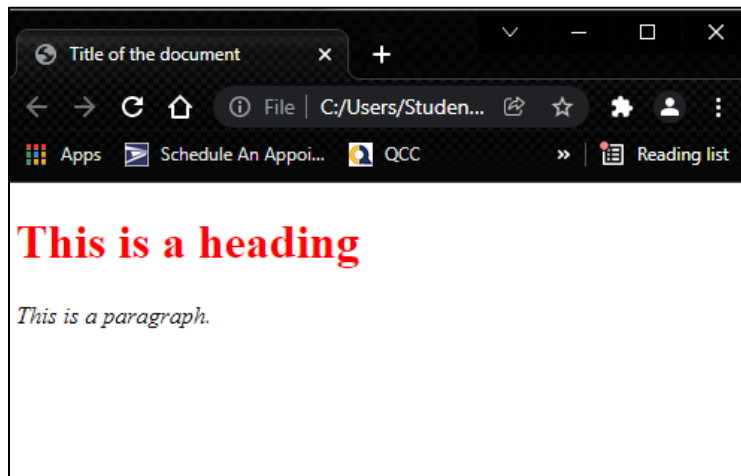 Title of the document
File | C:/Users/Studen...
Apps Schedule An Appoi... QCC » Reading list
This is a heading
This is a paragraph.